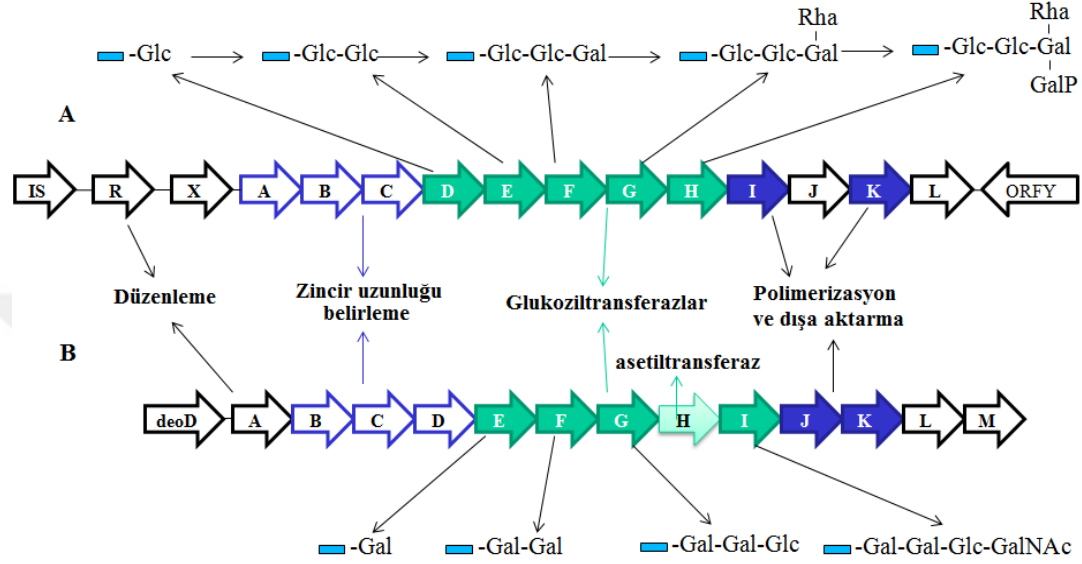 Rha
Rha
-Glc
-Glc-Glc
-Glc-Glc-Gal
-Glc-Glc-Gal
-Glc-Glc-Gal
GalP
A
IS R X A B C D E F G H I J K L ORFY
Düzenleme
Zincir uzunluğu
belirleme
Glukoziltransferazlar
Polimerizasyon
ve dışa aktarma
B
asetiltransferaz
deoD A B C D E F G H I J K L M
-Gal
-Gal-Gal
-Gal-Gal-Glc
-Gal-Gal-Glc-GalNAc